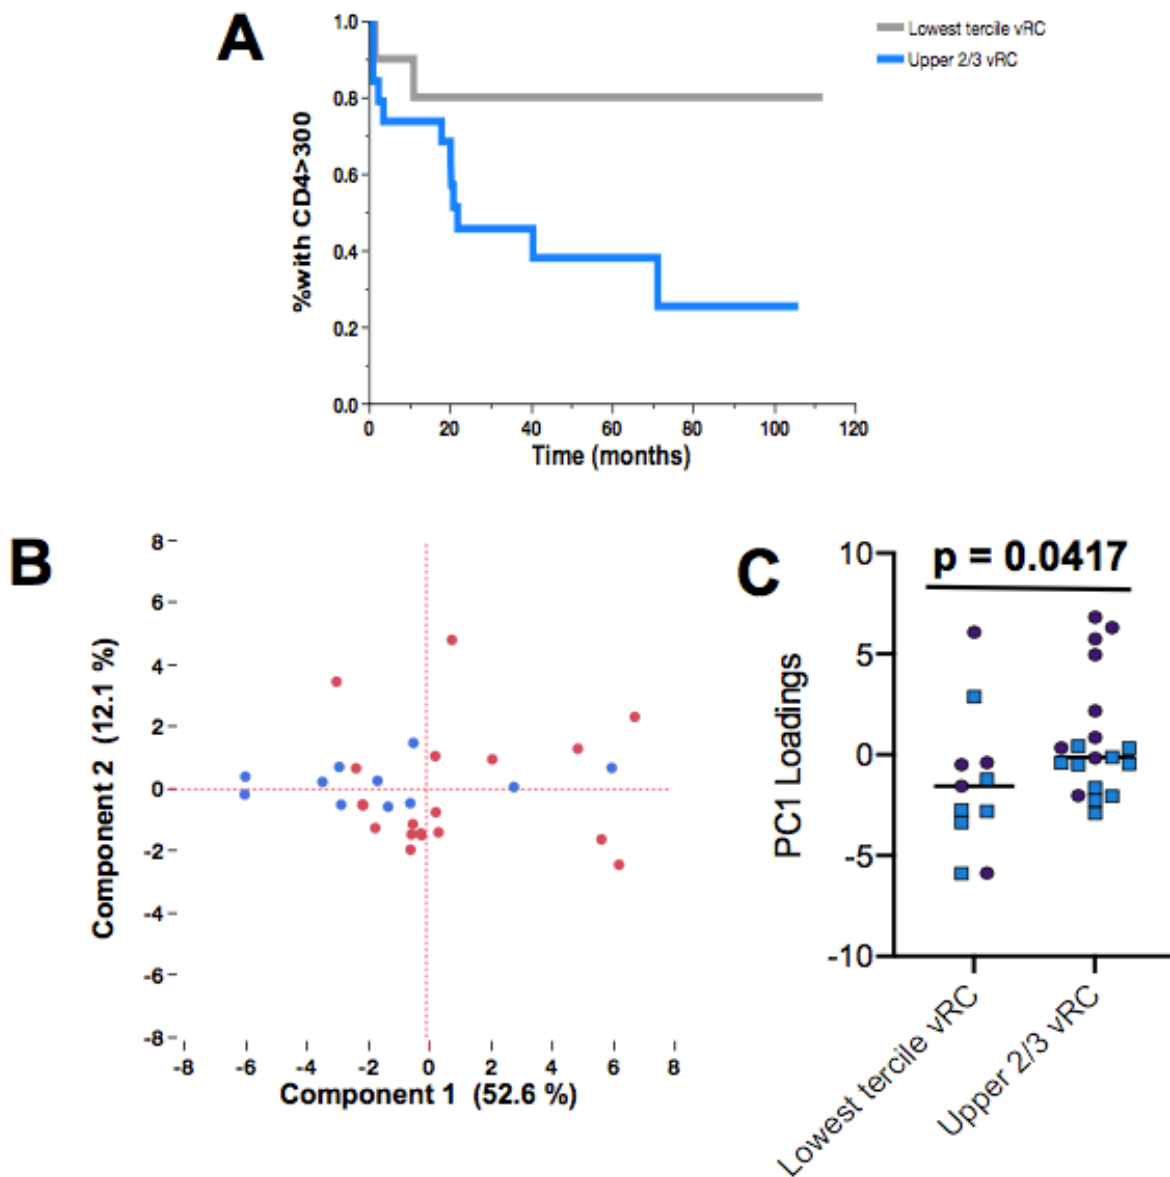 A
Lowest tercile vRC
Upper 2/3 vRC
%with CD4>300
1.0
0.8
0.6
0.4
0.2
0.0
0 20 40 60 80 100 120
Time (months)
B
Component 2 (12.1 %)
8
6
4
2
0
-2
-4
-6
-8
-8 -6 -4 -2 0 2 4 6 8
Component 1 (52.6 %)
C
p = 0.0417
PC1 Loadings
10
5
0
-5
-10
Lowest tercile vRC
Upper 2/3 vRC